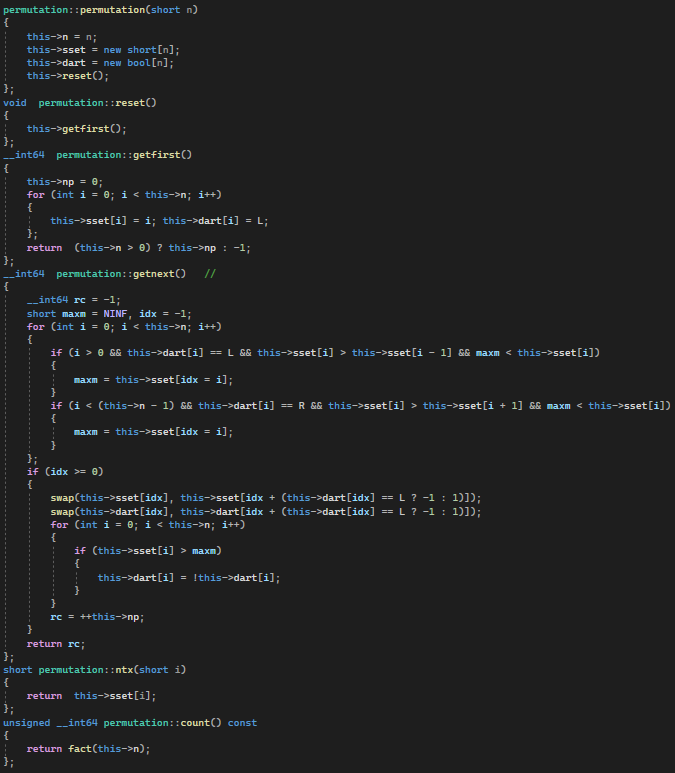 permutation::permutation(short n)
{
    this->n = n;
    this->sset = new short[n];
    this->dart = new bool[n];
    this->reset();
};
void  permutation::reset()
{
    this->getfirst();
};
__int64  permutation::getfirst()
{
    this->np = 0;
    for (int i = 0; i < this->n; i++)
    {
        this->sset[i] = i; this->dart[i] = L;
    };
    return  (this->n > 0) ? this->np : -1;
};
__int64  permutation::getnext()   //
{
    __int64 rc = -1;
    short maxm = NINF, idx = -1;
    for (int i = 0; i < this->n; i++)
    {
        if (i > 0 && this->dart[i] == L && this->sset[i] > this->sset[i - 1] && maxm < this->sset[i])
        {
            maxm = this->sset[idx = i];
        }
        if (i < (this->n - 1) && this->dart[i] == R && this->sset[i] > this->sset[i + 1] && maxm < this->sset[i])
        {
            maxm = this->sset[idx = i];
        }
    };
    if (idx >= 0)
    {
        swap(this->sset[idx], this->sset[idx + (this->dart[idx] == L ? -1 : 1)]);
        swap(this->dart[idx], this->dart[idx + (this->dart[idx] == L ? -1 : 1)]);
        for (int i = 0; i < this->n; i++)
        {
            if (this->sset[i] > maxm)
            {
                this->dart[i] = !this->dart[i];
            }
        }
        rc = ++this->np;
    }
    return rc;
};
short permutation::ntx(short i)
{
    return  this->sset[i];
};
unsigned __int64 permutation::count() const
{
    return fact(this->n);
};